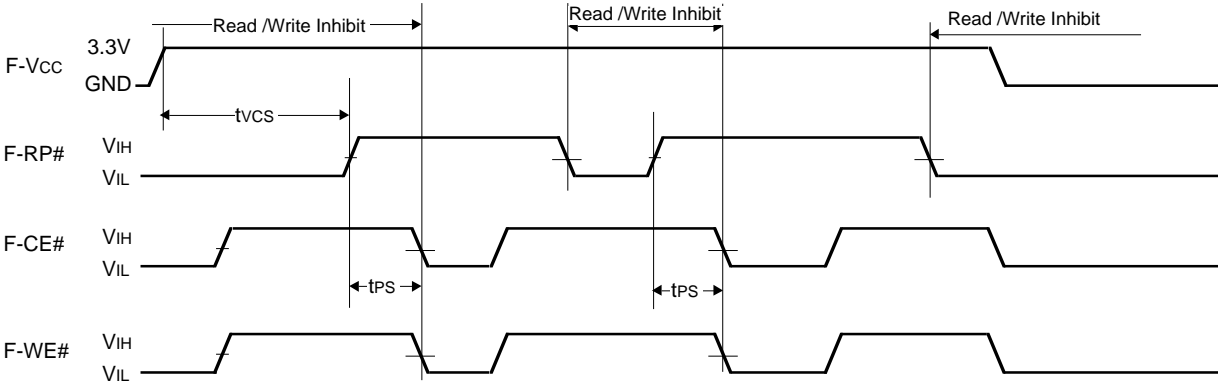 Read /Write Inhibit
Read /Write Inhibit
Read /Write Inhibit
F-VCC
3.3V
GND
tVCS
F-RP#
VIH
VIL
F-CE#
VIH
VIL
tPS
tPS
F-WE#
VIH
VIL